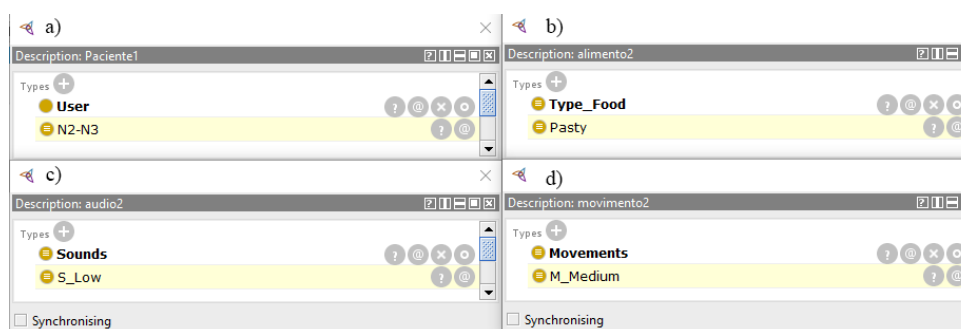 a)
Description: Paciente1
Types
User
N2-N3
b)
Description: alimento2
Types
Type_Food
Pasty
c)
Description: audio2
Types
Sounds
S_Low
Synchronising
d)
Description: movimento2
Types
Movements
M_Medium
Synchronising